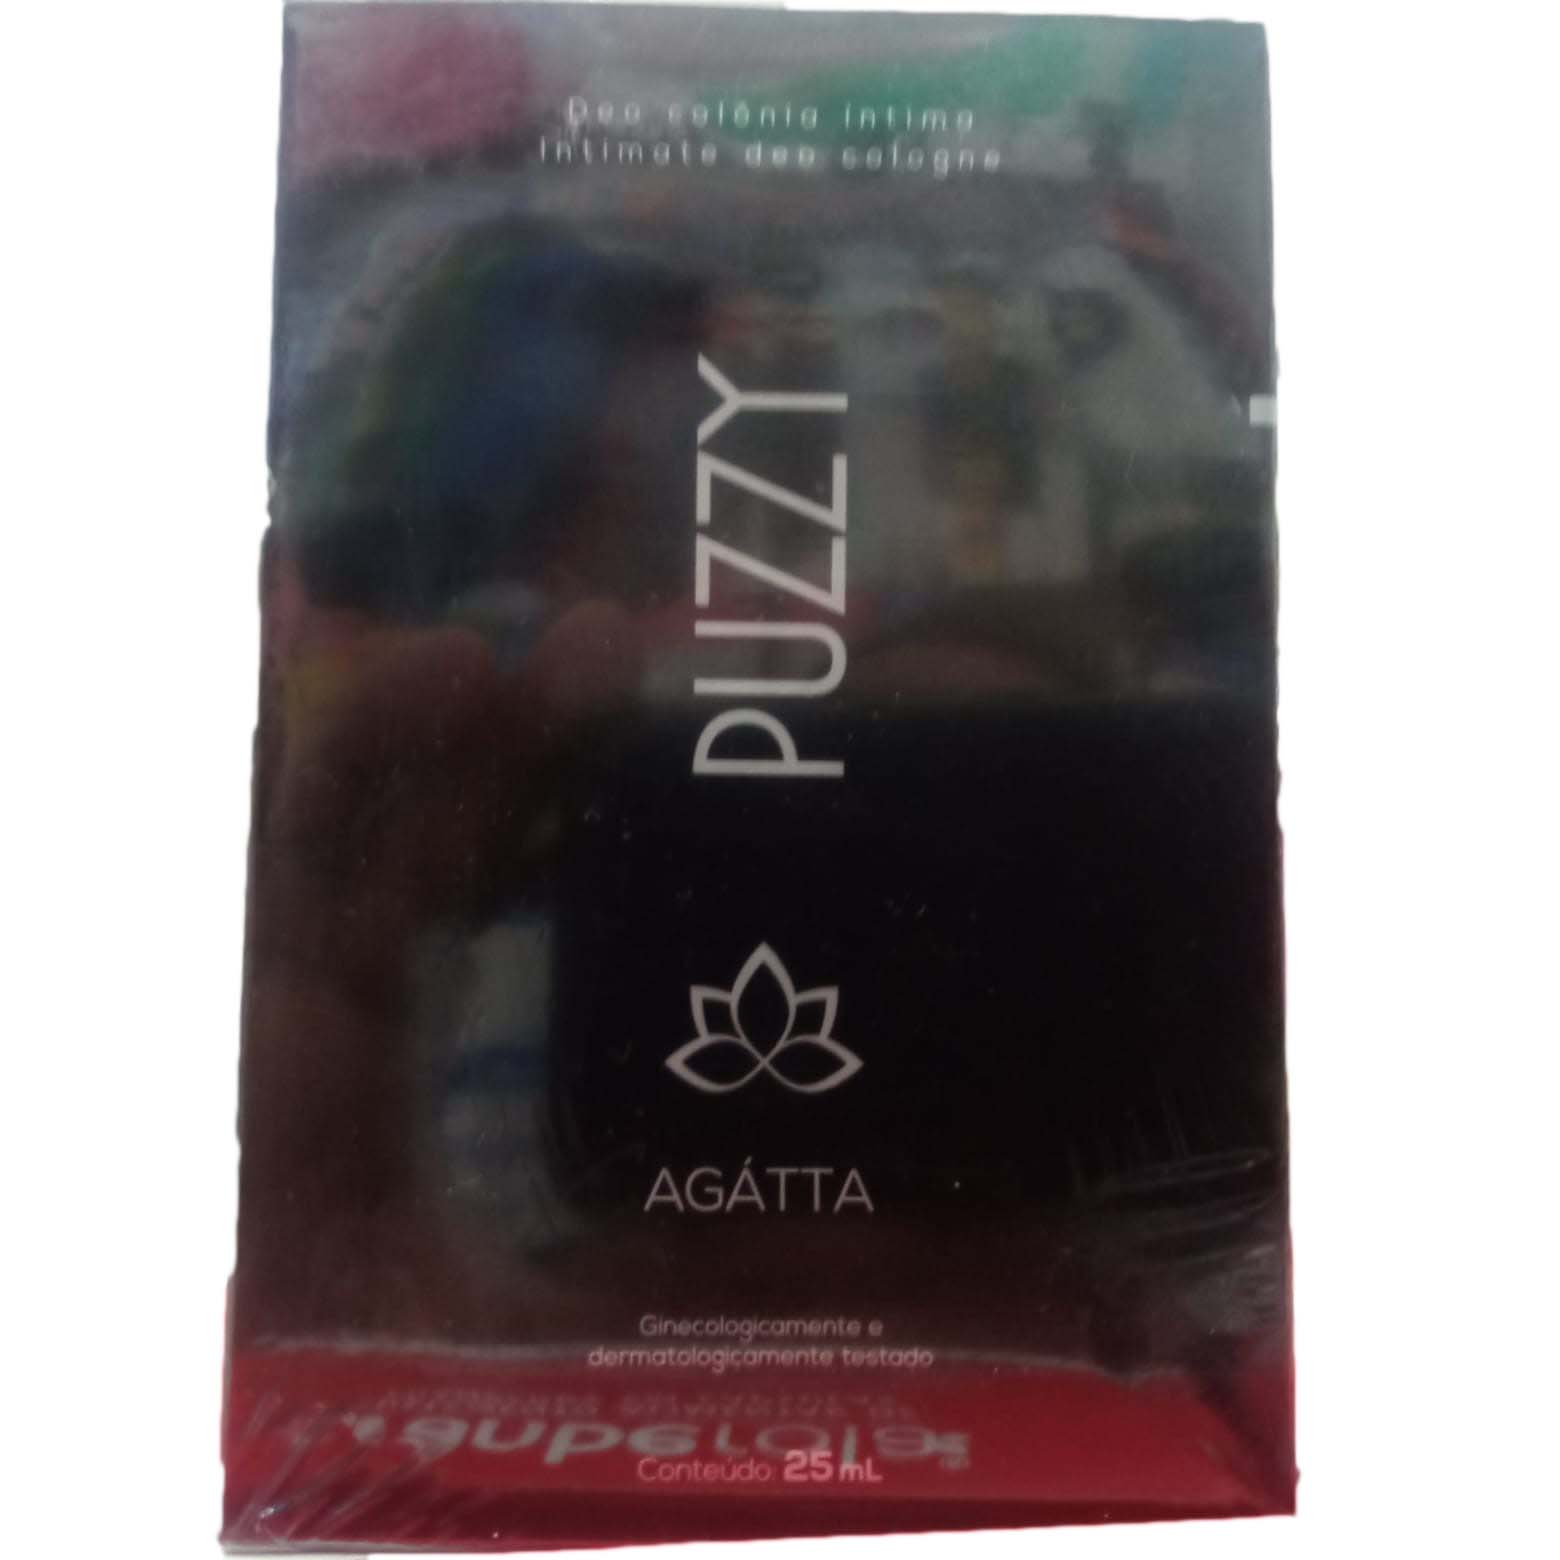 Deo colônia íntima
intimate deo cologne
PUZZY
AGÁTTA
Ginecologicamente e
dermatologicamente testado
Conteúdo: 25 mL